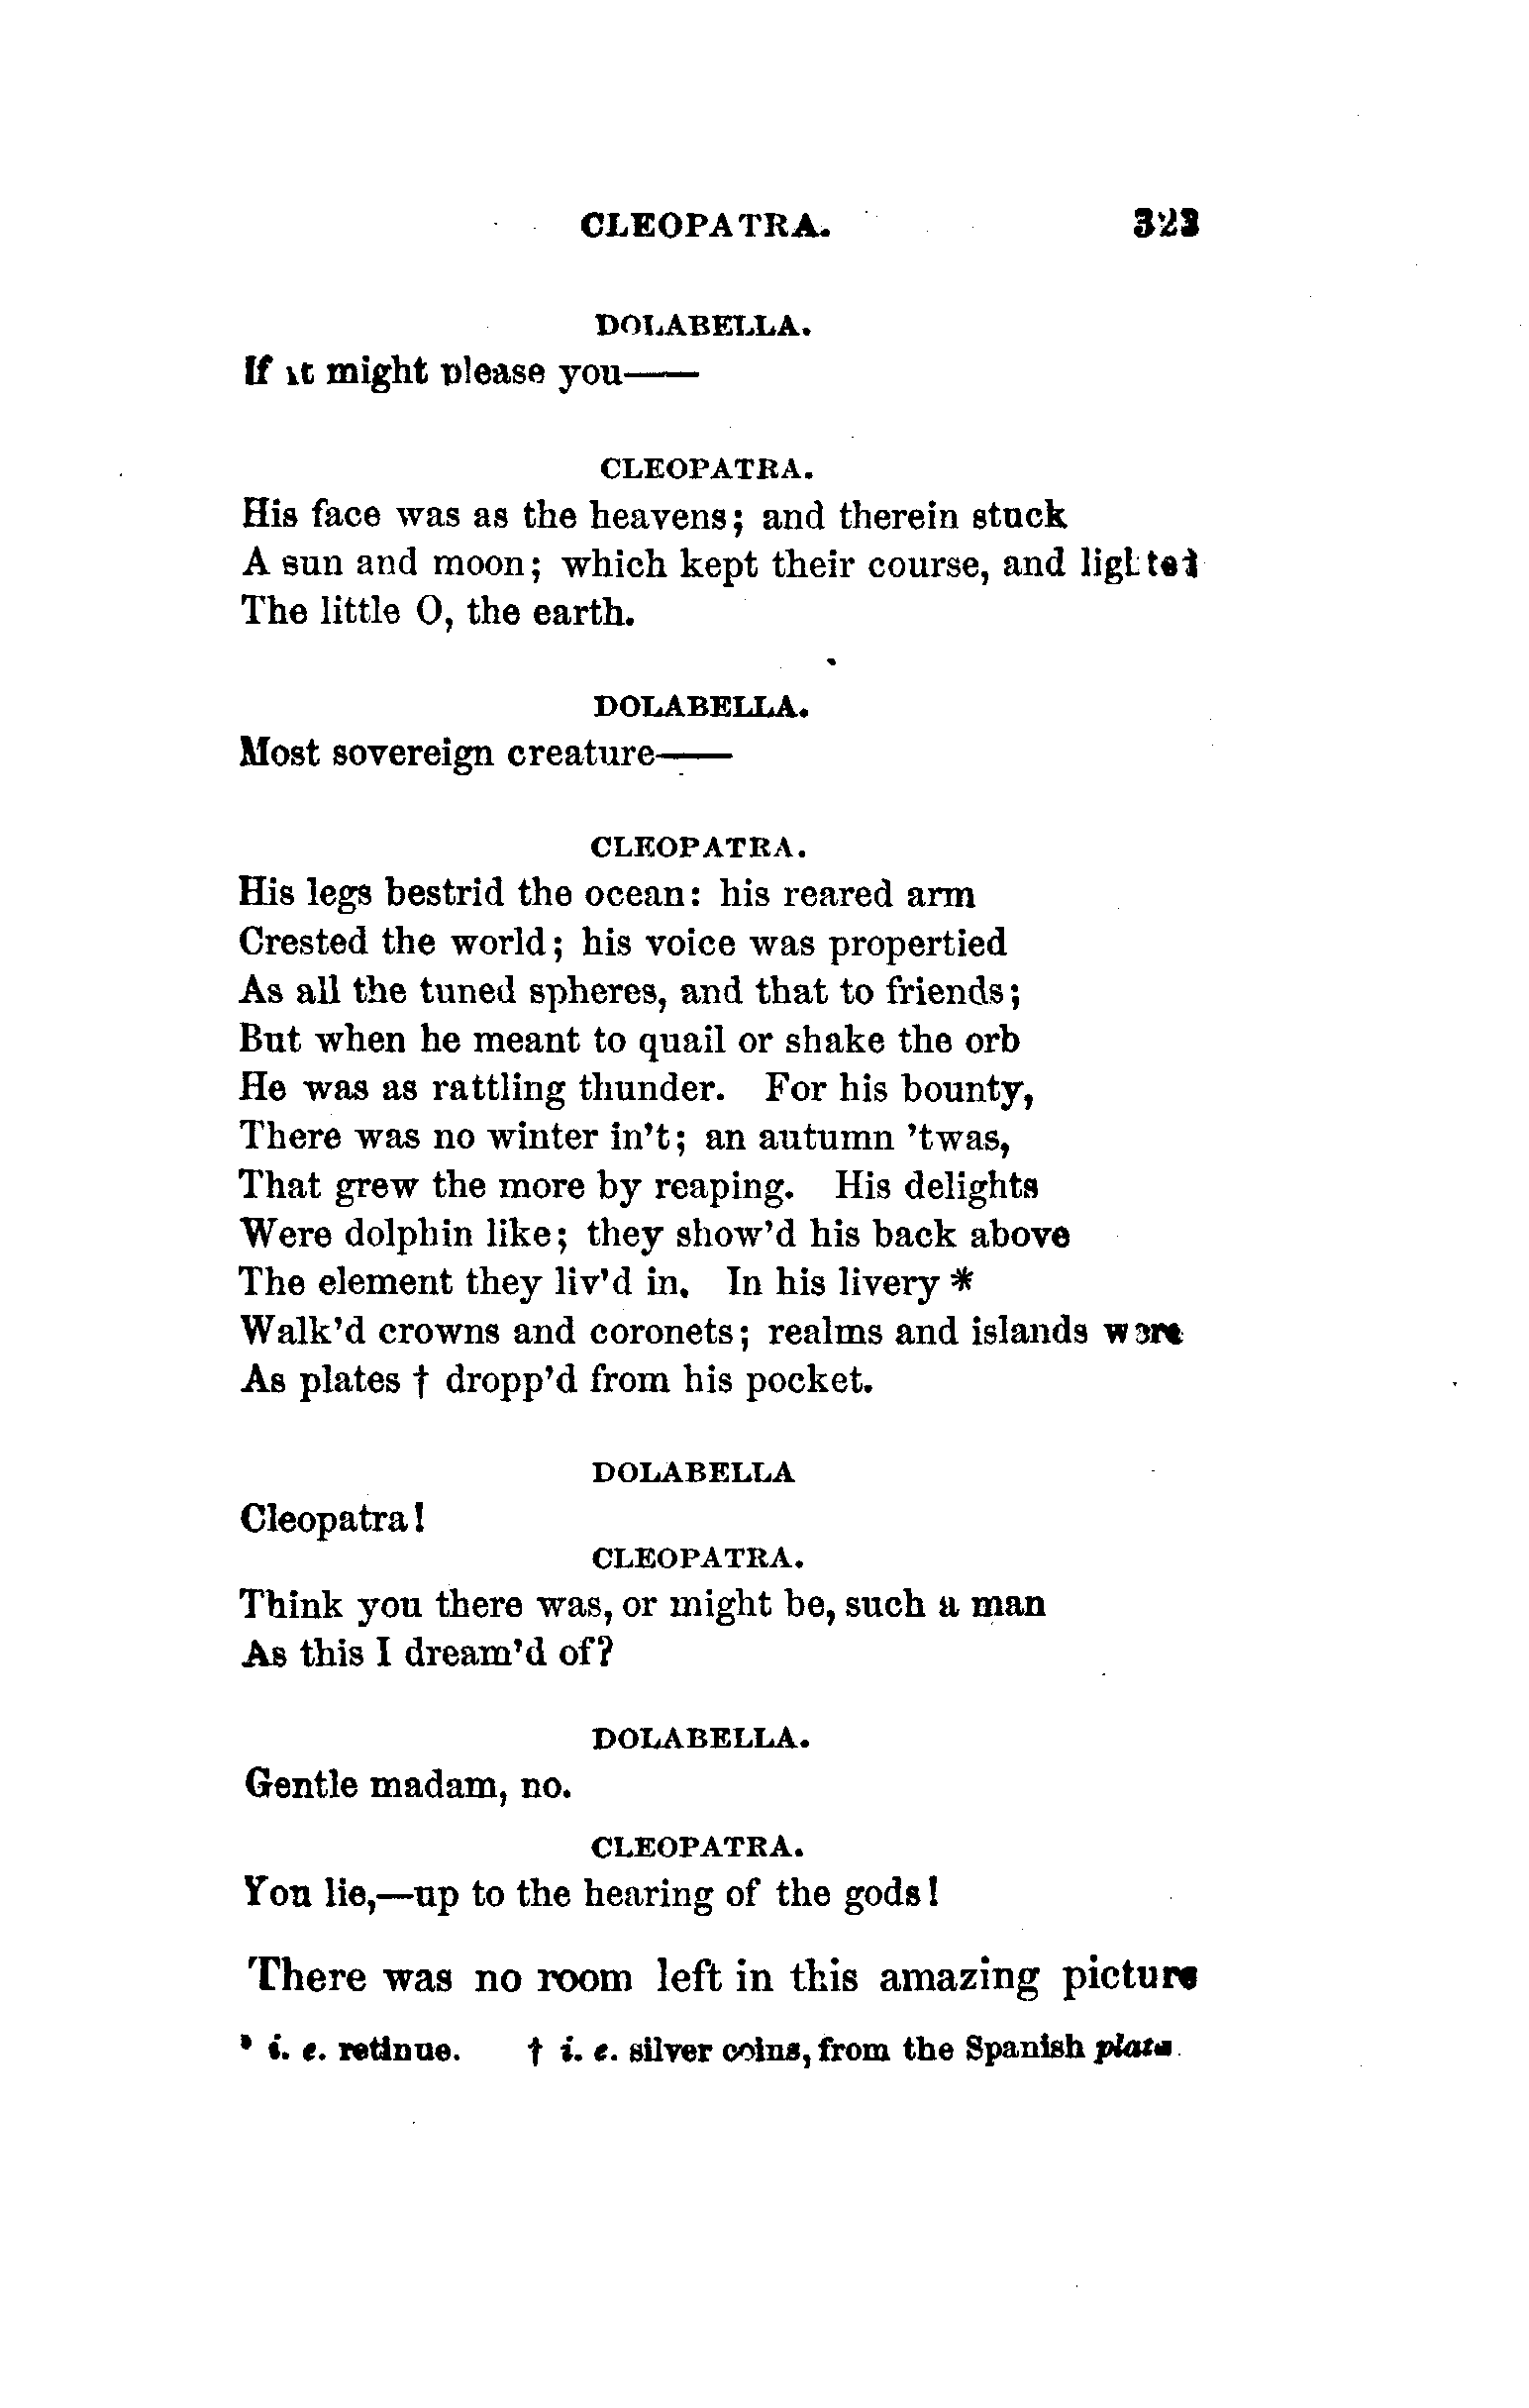 CLEOPATRA. 323
DOLABELLA.
If it might please you——
CLEOPATRA.
His face was as the heavens; and therein stuck
A sun and moon; which kept their course, and lighted
The little O, the earth.
DOLABELLA.
Most sovereign creature——
CLEOPATRA.
His legs bestrid the ocean: his reared arm
Crested the world; his voice was propertied
As all the tuned spheres, and that to friends;
But when he meant to quail or shake the orb
He was as rattling thunder. For his bounty,
There was no winter in't; an autumn 'twas,
That grew the more by reaping. His delights
Were dolphin like; they show'd his back above
The element they liv'd in. In his livery *
Walk'd crowns and coronets; realms and islands were
As plates † dropp'd from his pocket.
DOLABELLA
Cleopatra!
CLEOPATRA.
Think you there was, or might be, such a man
As this I dream'd of?
DOLABELLA.
Gentle madam, no.
CLEOPATRA.
You lie,—up to the hearing of the gods!
There was no room left in this amazing picture
* i. e. retinue. † i. e. silver coins, from the Spanish plata.